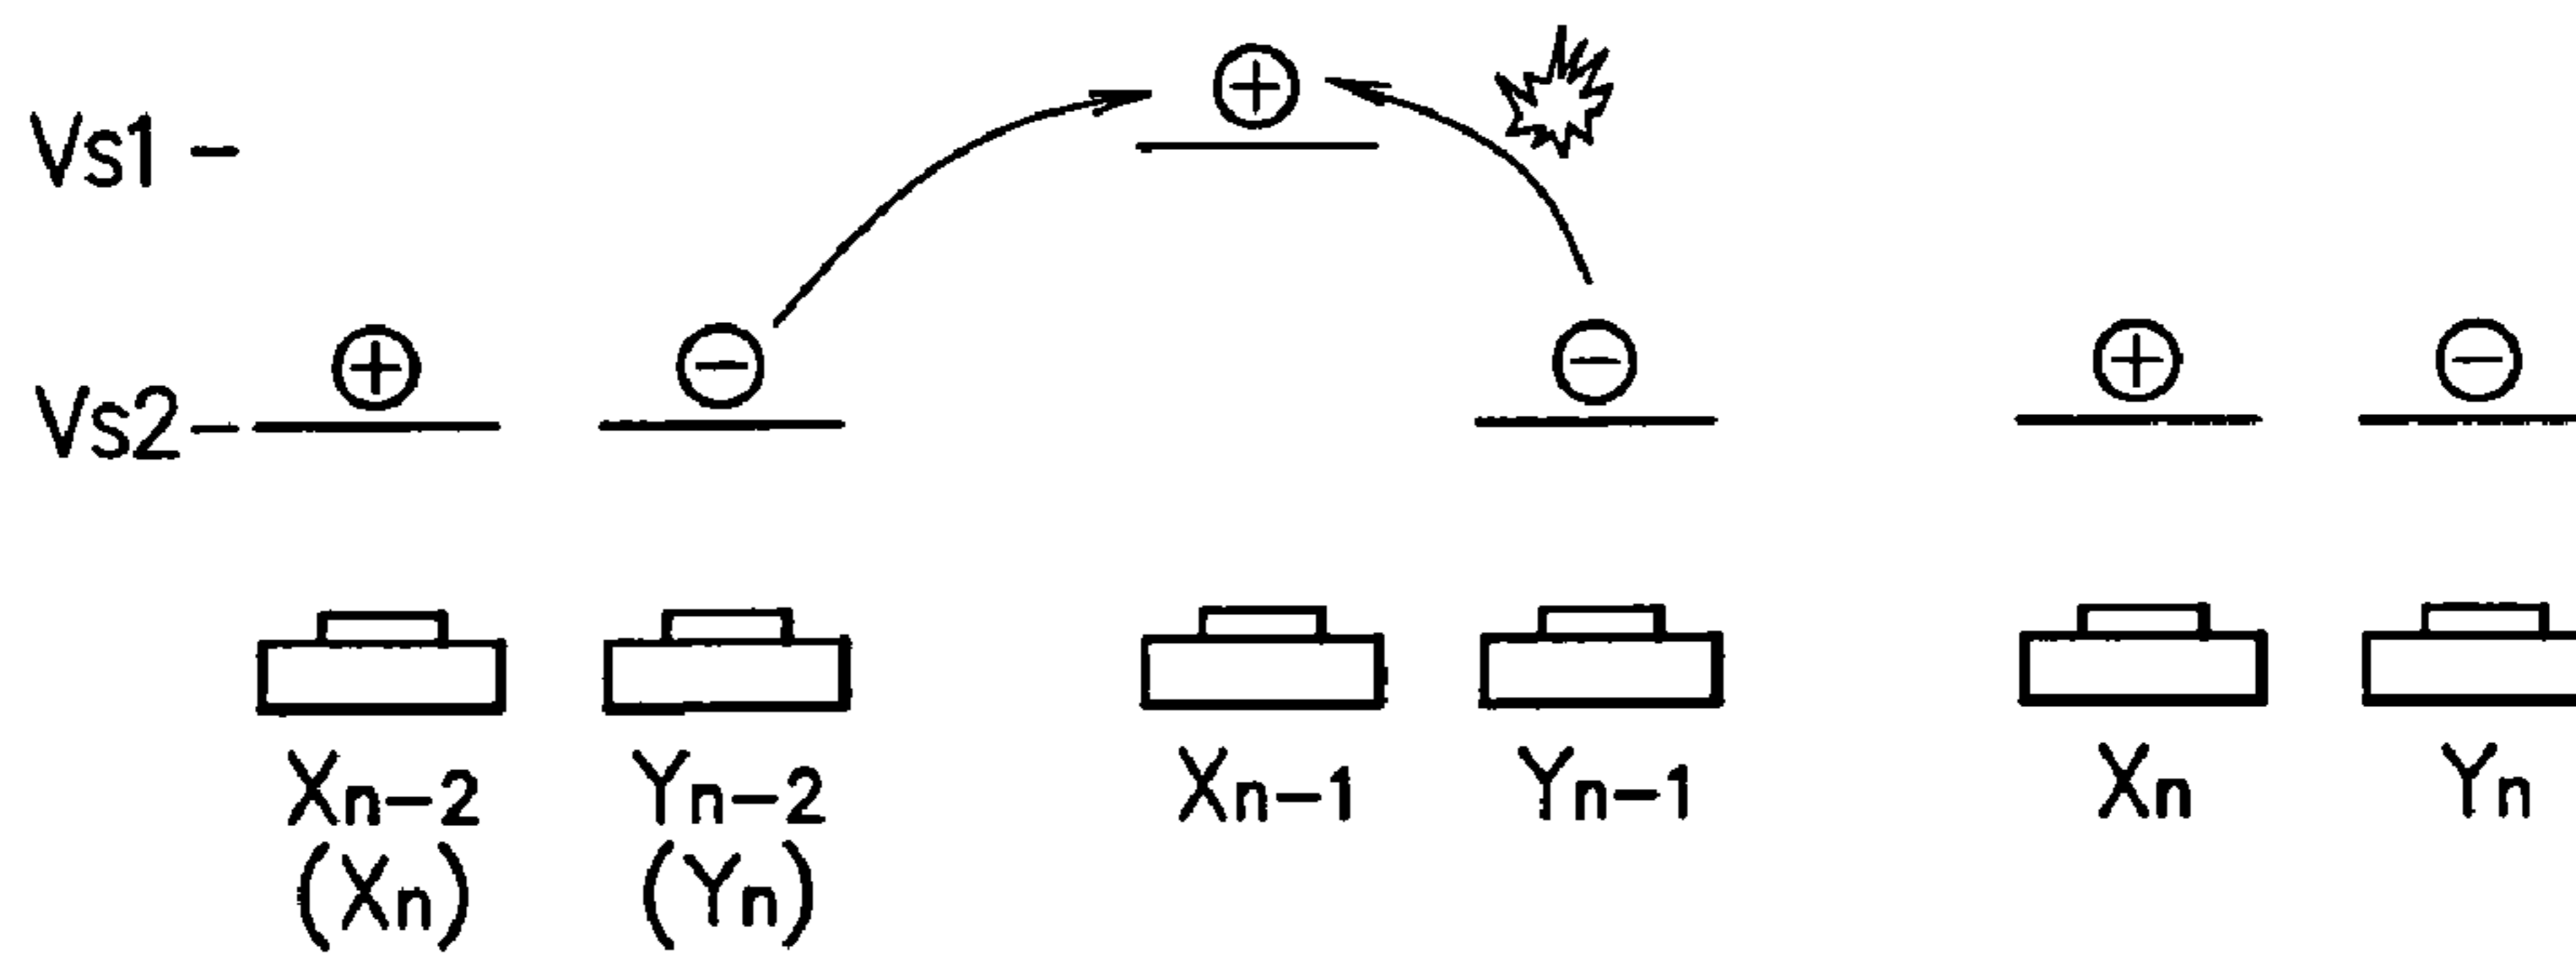 Vs1
⊕
Vs2
⊕ ⊖ ⊖ ⊕ ⊖
Xn-2 Yn-2 Xn-1 Yn-1 Xn Yn
(Xn) (Yn)